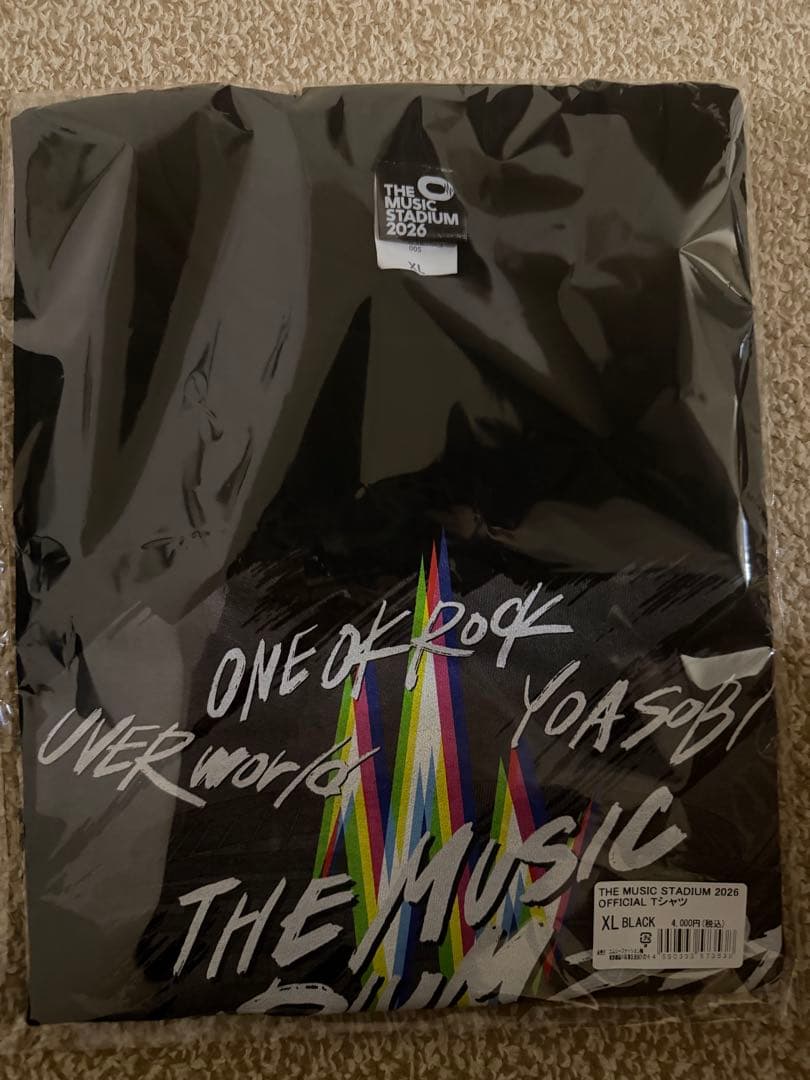 THE
MUSIC
STADIUM
2026
005
XL
ONE OK ROCK
YOASOBI
UVERworld
THE MUSIC
THE MUSIC STADIUM 2026
OFFICIAL Tシャツ
XL BLACK 4,000円(税込)